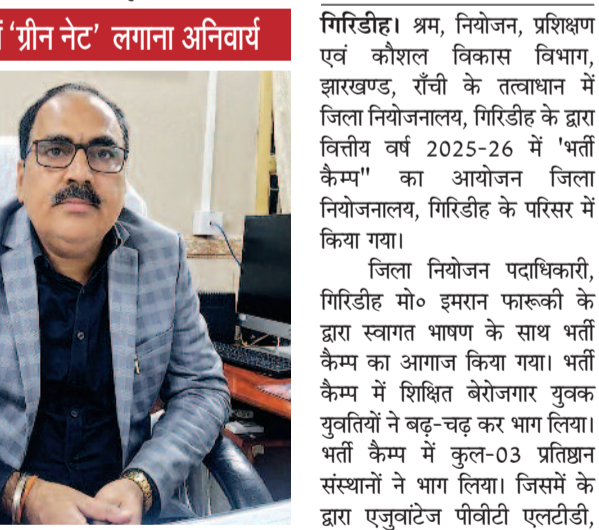 ‘ग्रीन नेट’ लगाना अनिवार्य
गिरिडीह। श्रम, नियोजन, प्रशिक्षण
एवं कौशल विकास विभाग,
झारखण्ड, राँची के तत्वाधान में
जिला नियोजनालय, गिरिडीह के द्वारा
वित्तीय वर्ष 2025-26 में 'भर्ती
कैम्प" का आयोजन जिला
नियोजनालय, गिरिडीह के परिसर में
किया गया।
जिला नियोजन पदाधिकारी,
गिरिडीह मो० इमरान फारूकी के
द्वारा स्वागत भाषण के साथ भर्ती
कैम्प का आगाज किया गया। भर्ती
कैम्प में शिक्षित बेरोजगार युवक
युवतियों ने बढ़-चढ़ कर भाग लिया।
भर्ती कैम्प में कुल-03 प्रतिष्ठान
संस्थानों ने भाग लिया। जिसमें के
द्वारा एजुवांटेज पीवीटी एलटीडी,